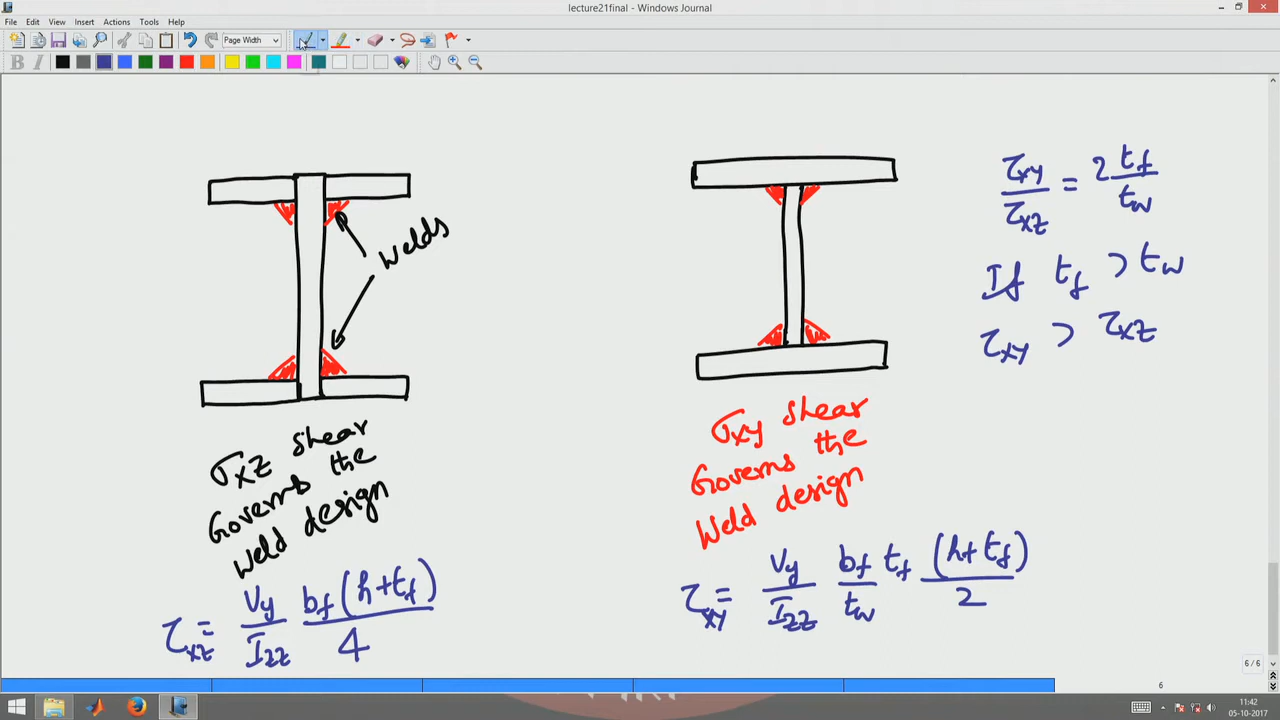 lecture21final - Windows Journal
File Edit View Insert Actions Tools Help
Page Width
B I
Welds
σxz shear
Governs the
Weld design
τxz = Vy/Izz bf(h+tf)/4
σxy shear
Governs the
Weld design
τxy = Vy/Izz bf/tw tf (h+tf)/2
τxy/τxz = 2 tf/tw
If tf > tw
τxy > τxz
6 / 6
6
11:42
05-10-2017